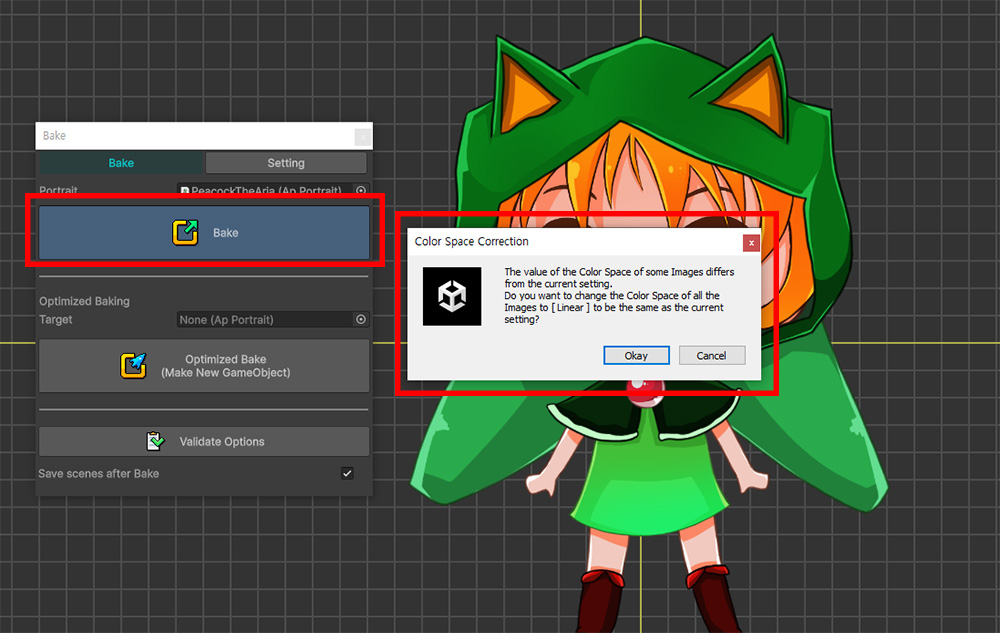 Bake
Bake
Setting
Portrait
PeacockTheAria (Ap Portrait)
Bake
Optimized Baking
Target
None (Ap Portrait)
Optimized Bake
(Make New GameObject)
Validate Options
Save scenes after Bake
Color Space Correction
The value of the Color Space of some Images differs
from the current setting.
Do you want to change the Color Space of all the
Images to [ Linear ] to be the same as the current
setting?
Okay
Cancel